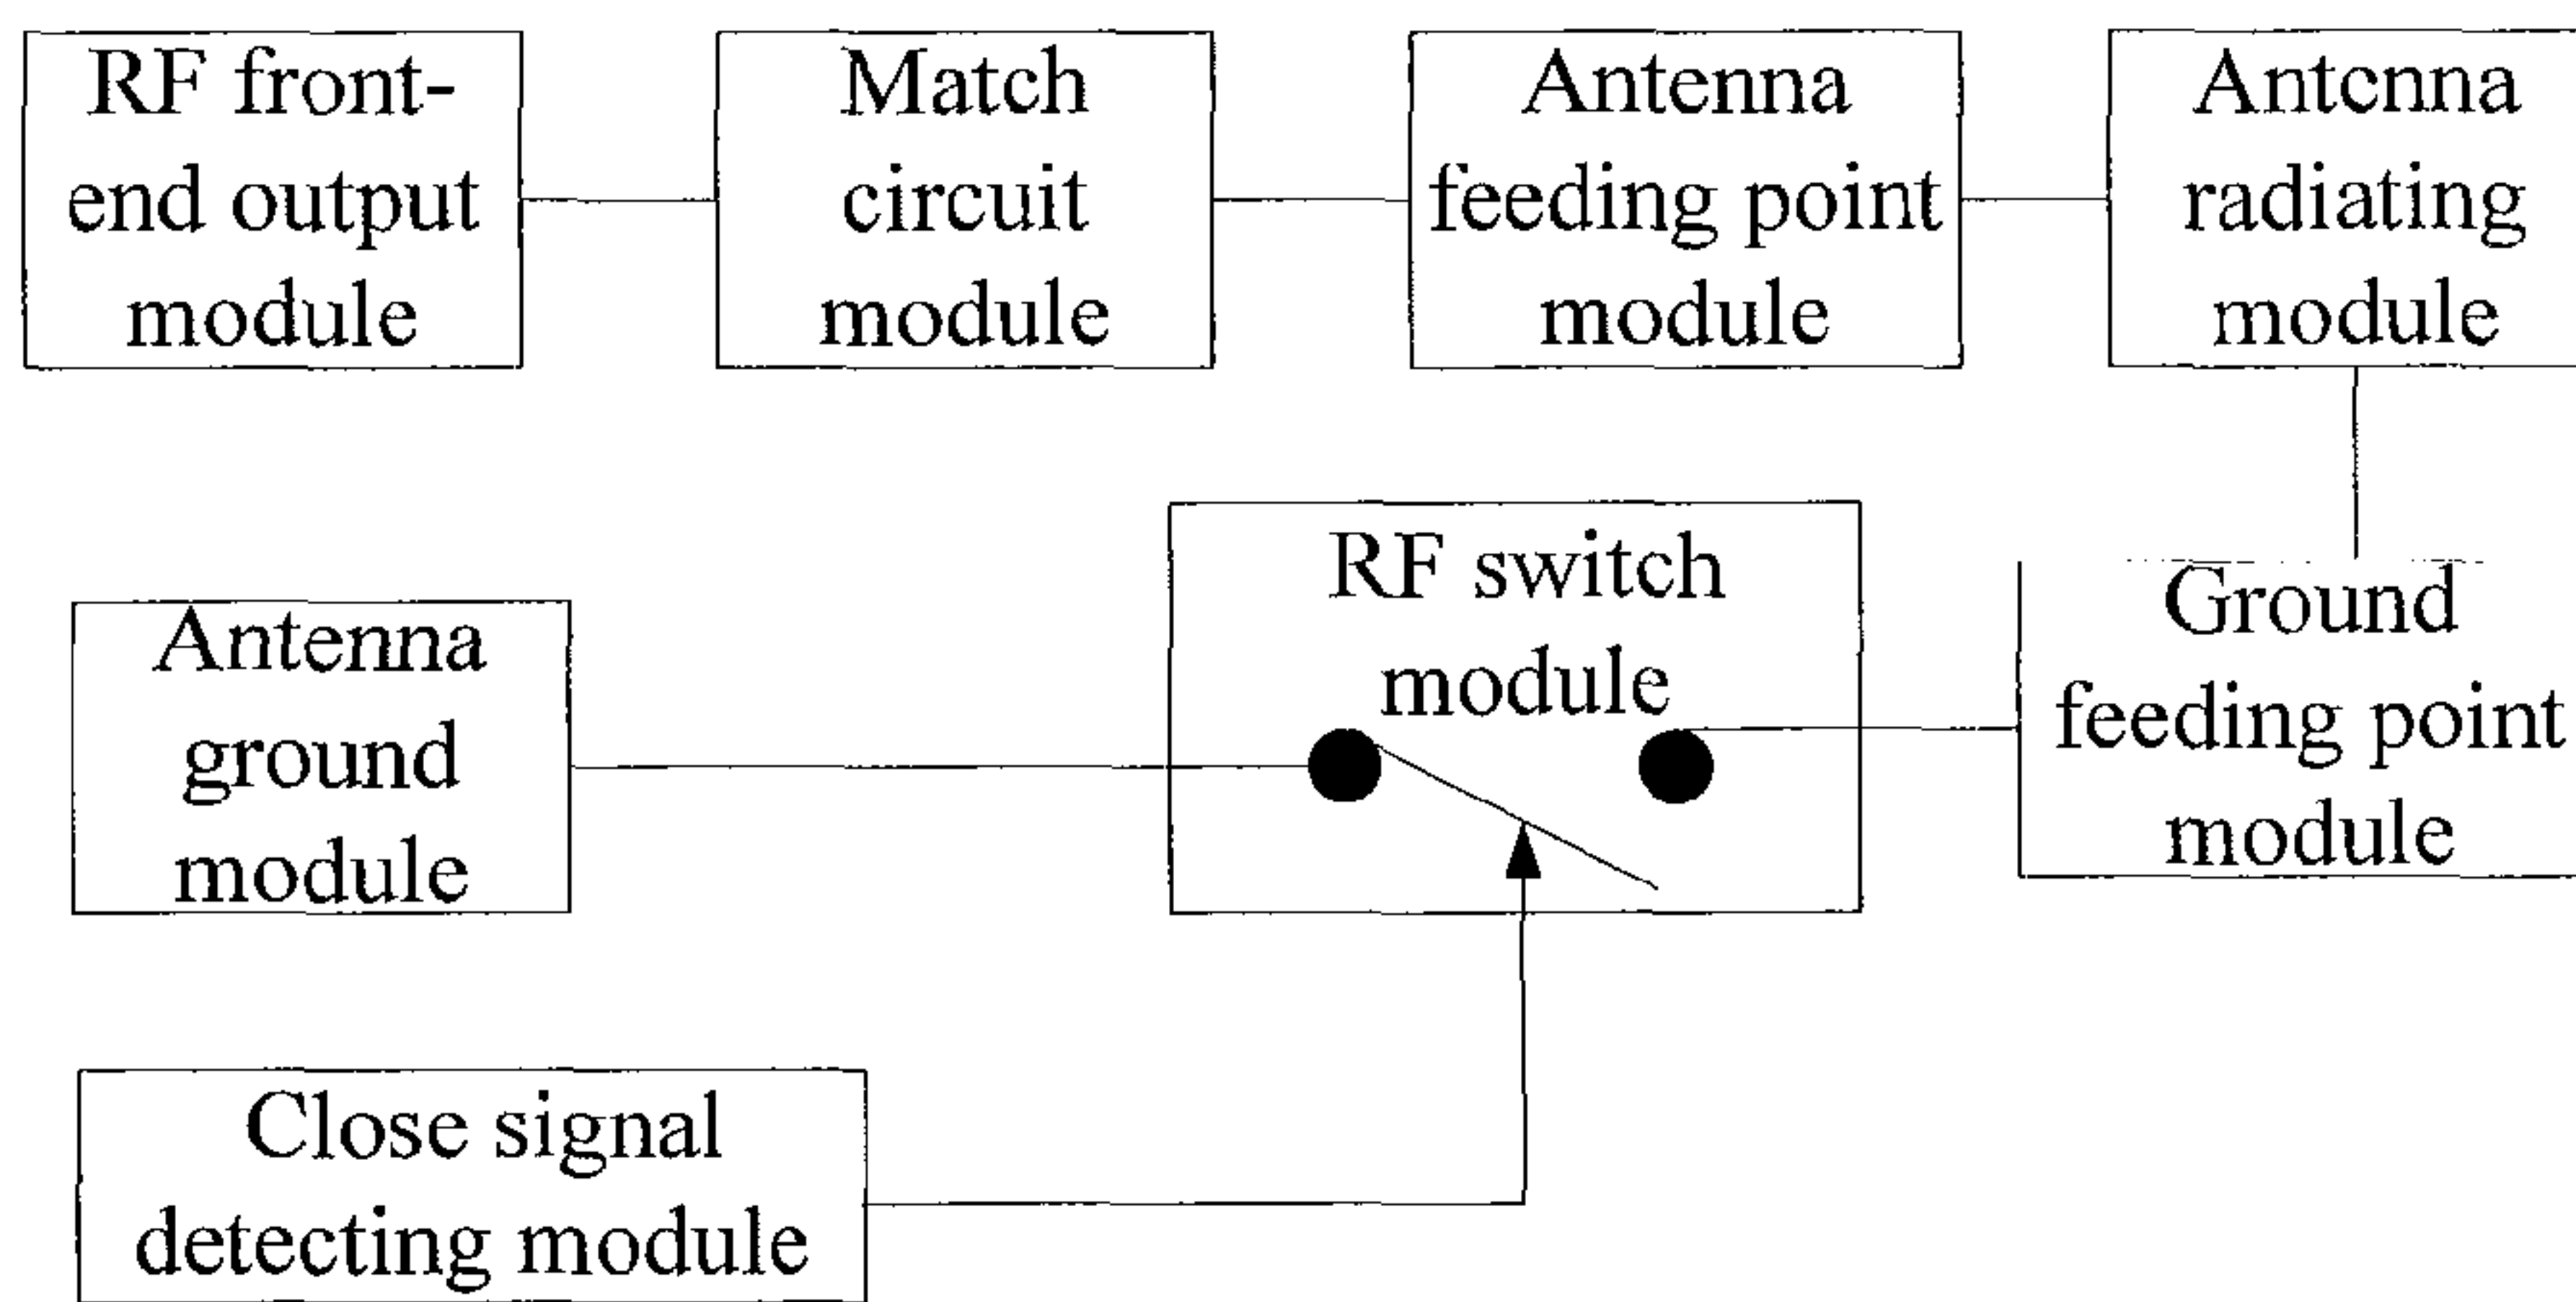 RF front-
end output
module
Match
circuit
module
Antenna
feeding point
module
Antenna
radiating
module
RF switch
module
Ground
feeding point
module
Antenna
ground
module
Close signal
detecting module